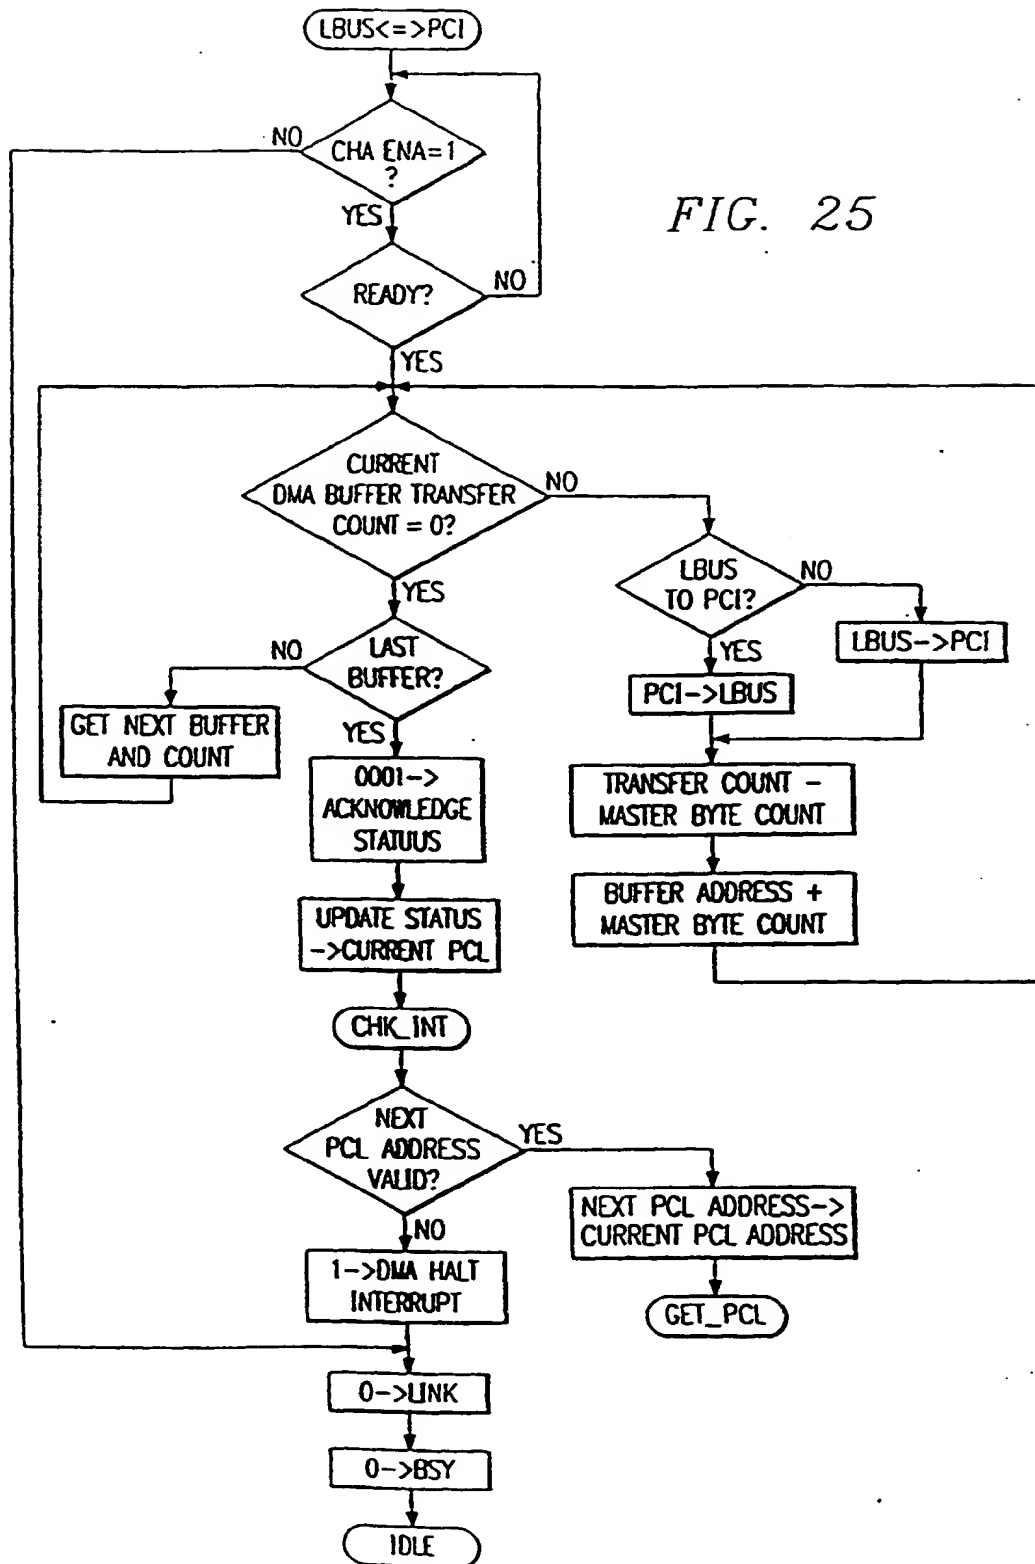 LBUS<=>PCI
NO
CHA ENA=1
?
YES
FIG. 25
READY?
NO
YES
CURRENT
DMA BUFFER TRANSFER
COUNT = 0?
NO
YES
LBUS
TO PCI?
NO
LBUS->PCI
YES
PCI->LBUS
NO
LAST
BUFFER?
YES
GET NEXT BUFFER
AND COUNT
0001->
ACKNOWLEDGE
STATUUS
TRANSFER COUNT -
MASTER BYTE COUNT
UPDATE STATUS
->CURRENT PCL
BUFFER ADDRESS +
MASTER BYTE COUNT
CHK_INT
NEXT
PCL ADDRESS
VALID?
YES
NO
NEXT PCL ADDRESS->
CURRENT PCL ADDRESS
1->DMA HALT
INTERRUPT
GET_PCL
0->LINK
0->BSY
IDLE